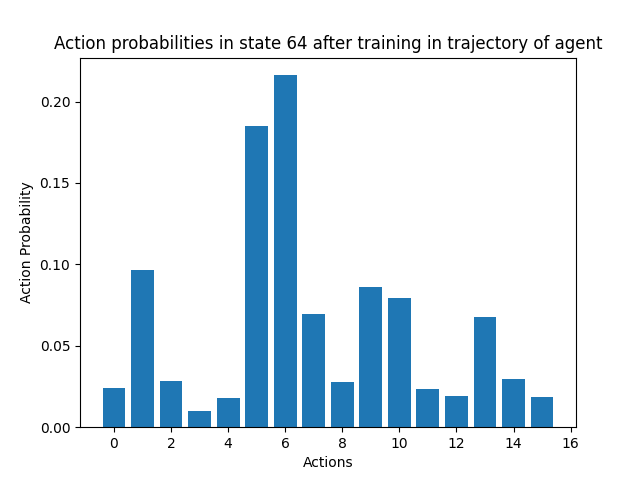 Action probabilities in state 64 after training in trajectory of agent
0.20
0.15
0.10
0.05
0.00
Action Probability
0 2 4 6 8 10 12 14 16
Actions